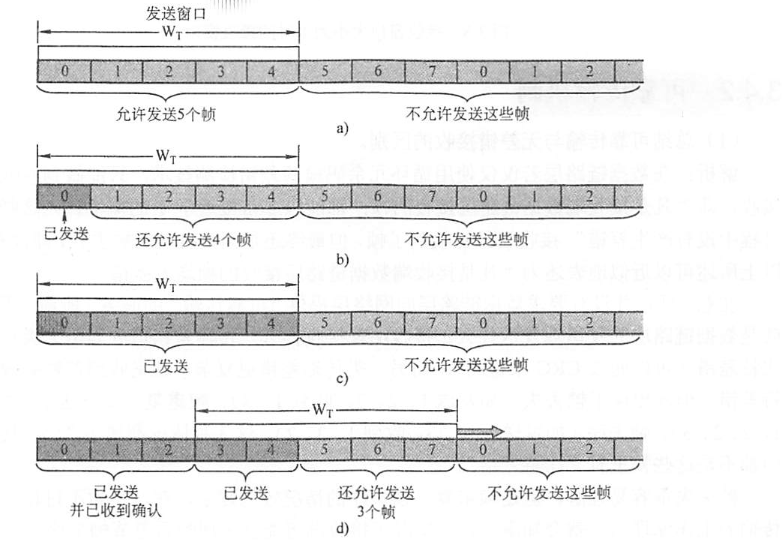 发送窗口
WT
0 1 2 3 4 5 6 7 0 1 2
允许发送5个帧 不允许发送这些帧
a)
WT
0 1 2 3 4 5 6 7 0 1 2
已发送 还允许发送4个帧 不允许发送这些帧
b)
WT
0 1 2 3 4 5 6 7 0 1 2
已发送 不允许发送这些帧
c)
WT
0 1 2 3 4 5 6 7 0 1 2
已发送 已发送 还允许发送 不允许发送这些帧
并已收到确认 3个帧
d)